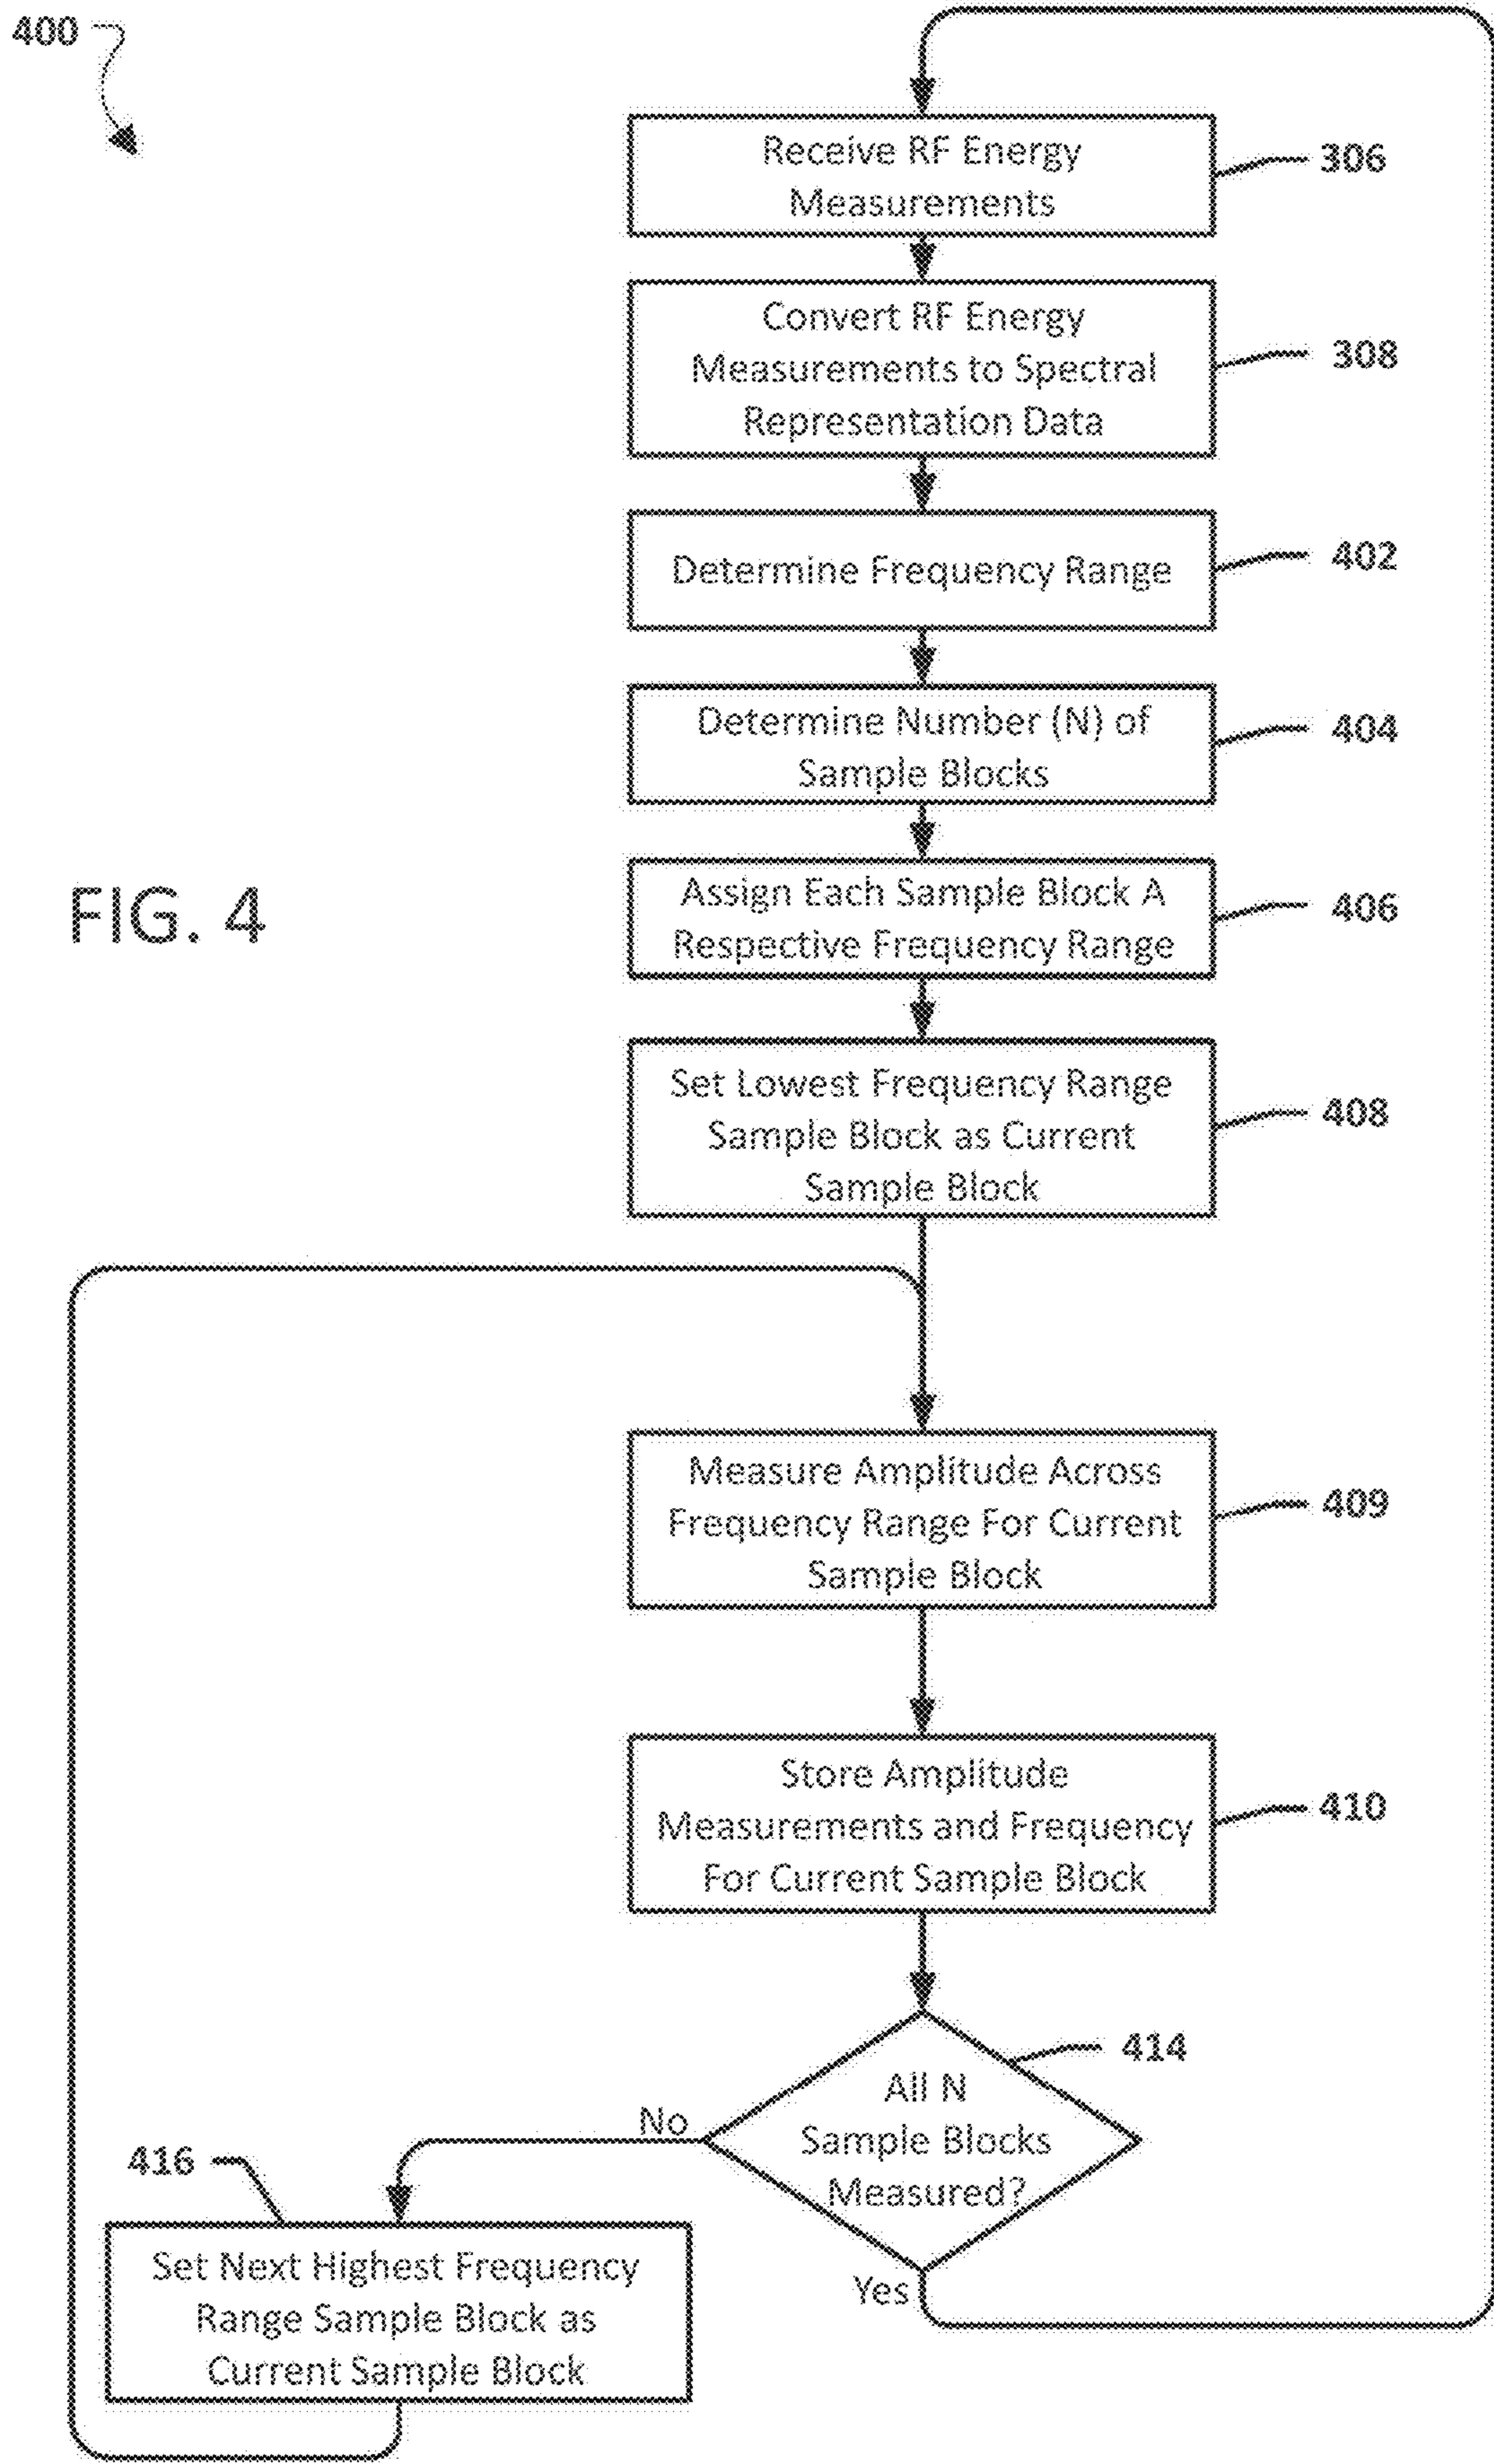 400
Receive RF Energy
Measurements
306
Convert RF Energy
Measurements to Spectral
Representation Data
308
Determine Frequency Range
402
Determine Number (N) of
Sample Blocks
404
FIG. 4
Assign Each Sample Block A
Respective Frequency Range
406
Set Lowest Frequency Range
Sample Block as Current
Sample Block
408
Measure Amplitude Across
Frequency Range For Current
Sample Block
409
Store Amplitude
Measurements and Frequency
For Current Sample Block
410
All N
Sample Blocks
Measured?
414
No
Yes
416
Set Next Highest Frequency
Range Sample Block as
Current Sample Block